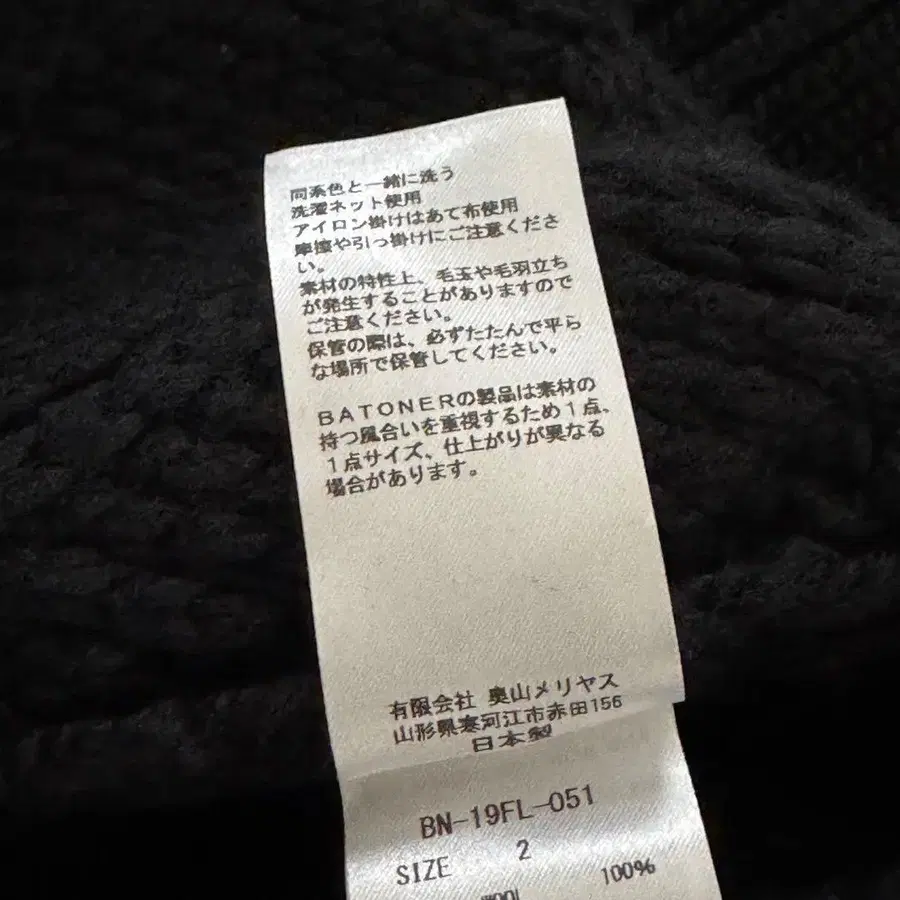 同系色と一緒に洗う
洗濯ネット使用
アイロン掛けはあて布使用
摩擦や引っ掛けにご注意くださ
い。
素材の特性上、毛玉や毛羽立ち
が発生することがありますので
ご注意ください。
保管の際は、必ずたたんで平ら
な場所で保管してください。
BATONERの製品は素材の
持つ風合いを重視するため1点、
1点サイズ、仕上がりが異なる
場合があります。
有限会社 奥山メリヤス
山形県寒河江市赤田156
日本製
BN-19FL-051
SIZE 2
WOOL 100%